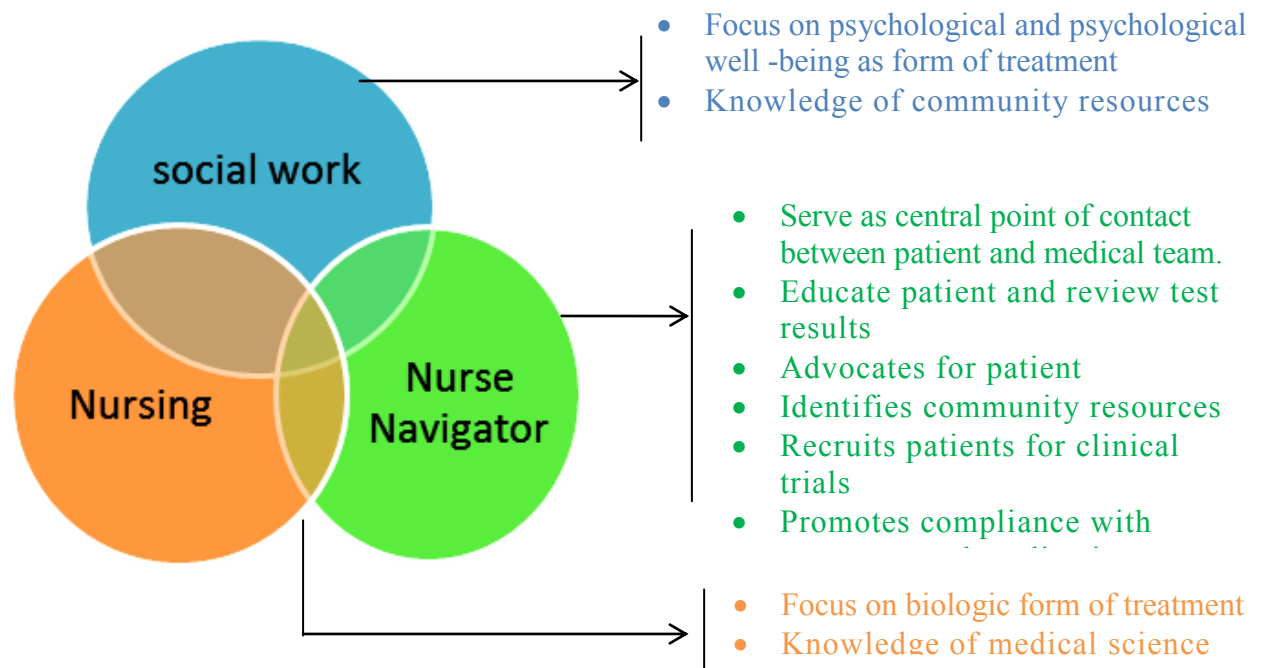 social work
Nursing
Nurse
Navigator
• Focus on psychological and psychological
well -being as form of treatment
• Knowledge of community resources
• Serve as central point of contact
between patient and medical team.
• Educate patient and review test
results
• Advocates for patient
• Identifies community resources
• Recruits patients for clinical
trials
• Promotes compliance with
• Focus on biologic form of treatment
• Knowledge of medical science